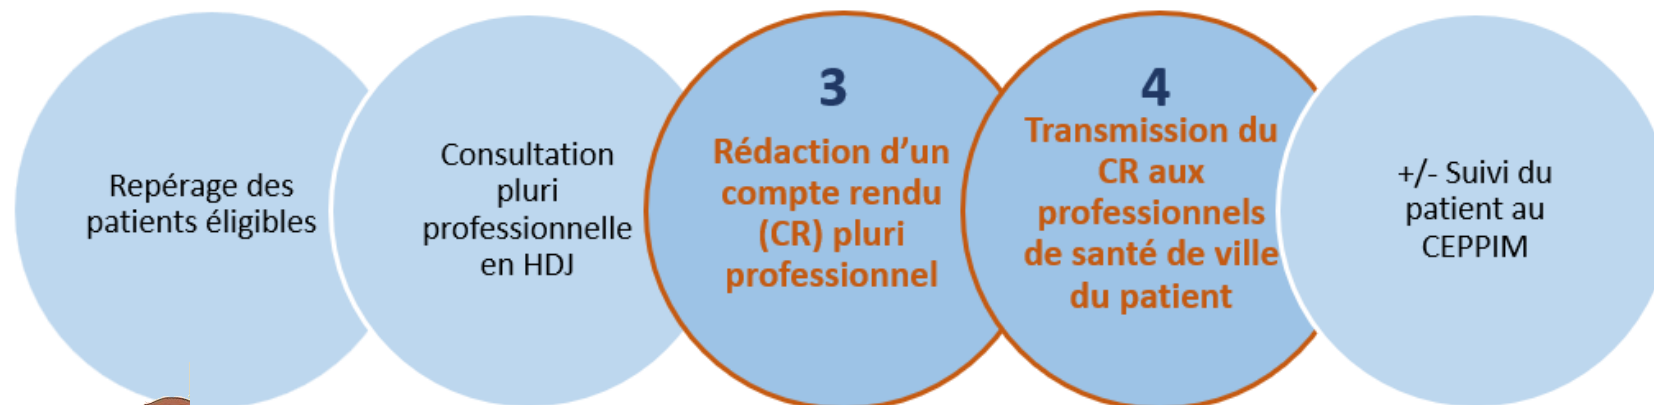 Repérage des
patients éligibles
Consultation
pluri
professionnelle
en HDJ
3
Rédaction d'un
compte rendu
(CR) pluri
professionnel
4
Transmission du
CR aux
professionnels
de santé de ville
du patient
+/- Suivi du
patient au
CEPPIM